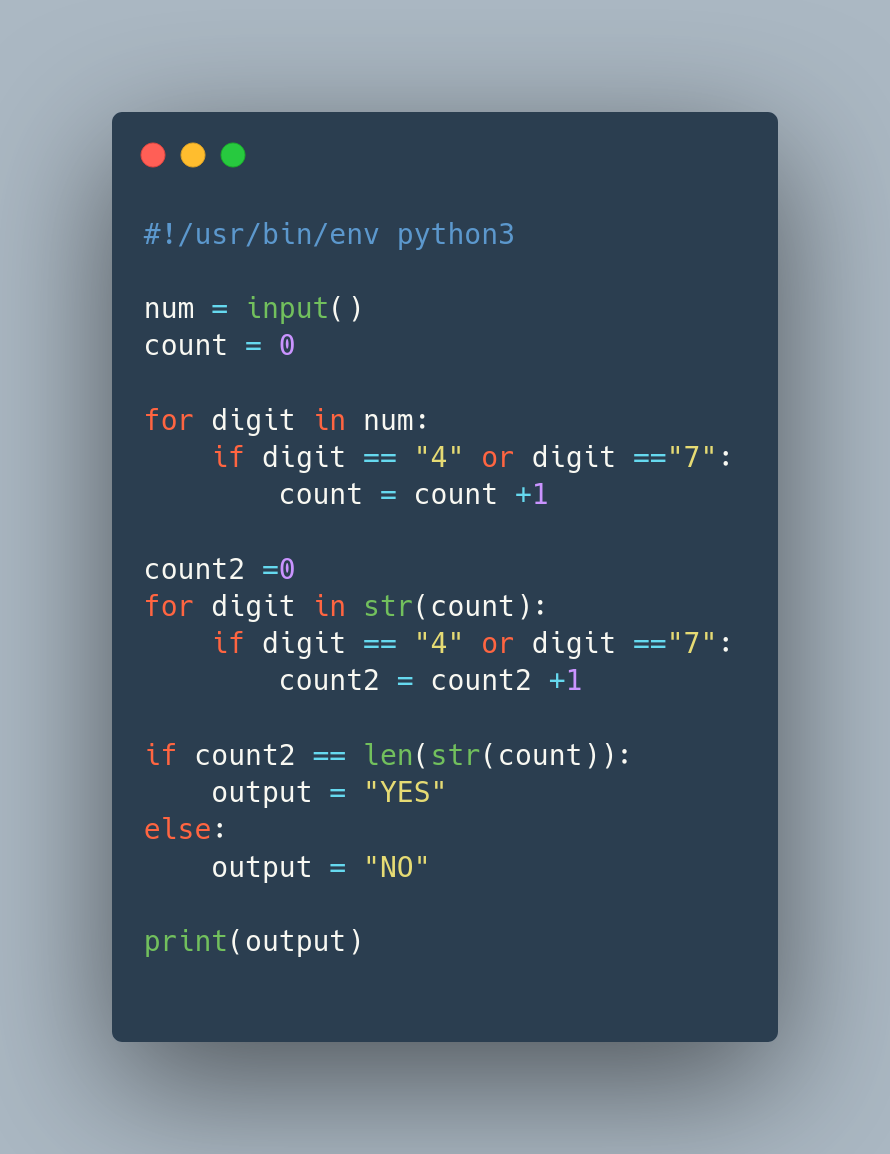 #!/usr/bin/env python3

num = input()
count = 0

for digit in num:
    if digit == "4" or digit =="7":
        count = count +1

count2 =0
for digit in str(count):
    if digit == "4" or digit =="7":
        count2 = count2 +1

if count2 == len(str(count)):
    output = "YES"
else:
    output = "NO"

print(output)